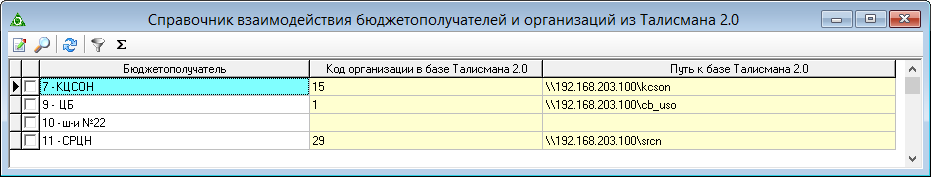 Справочник взаимодействия бюджетополучателей и организаций из Талисмана 2.0
Σ
Бюджетополучатель Код организации в базе Талисмана 2.0 Путь к базе Талисмана 2.0
7 - КЦСОН 15 \\192.168.203.100\kcson
9 - ЦБ 1 \\192.168.203.100\cb_uso
10 - ш-и №22
11 - СРЦН 29 \\192.168.203.100\srcn